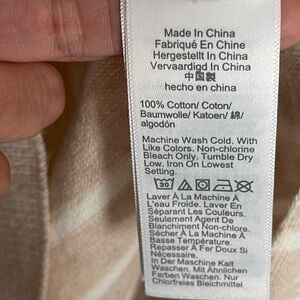 Made In China
Fabriqué En Chine
Hergestellt In China
Vervaardigd In China
中国製
hecho en china
100% Cotton/ Coton/
Baumwolle/ Katoen/ 綿/
algodón
Machine Wash Cold. With
Like Colors. Non-chlorine
Bleach Only. Tumble Dry
Low, Iron On Lowest
Setting.
30
Laver À La Machine À
L'eau Froide. Laver En
Séparant Les Couleurs.
Seulement Agent De
Blanchiment Non-chlore.
Sécher À La Machine À
Basse Température.
Repasser À Fer Doux Si
Nécessaire.
In Der Maschine Kalt
Waschen. Mit Ähnlichen
Farben Waschen. Nur
Chlorfreies Bleichmittel